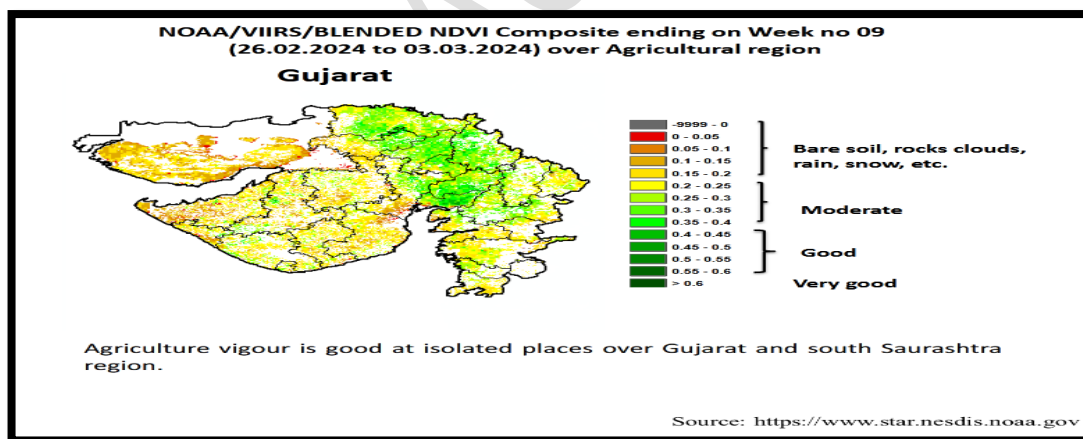 NOAA/VIIRS/BLENDED NDVI Composite ending on Week no 09
(26.02.2024 to 03.03.2024) over Agricultural region
Gujarat
-9999 - 0
0 - 0.05
0.05 - 0.1
0.1 - 0.15
0.15 - 0.2
0.2 - 0.25
0.25 - 0.3
0.3 - 0.35
0.35 - 0.4
0.4 - 0.45
0.45 - 0.5
0.5 - 0.55
0.55 - 0.6
> 0.6
Bare soil, rocks clouds,
rain, snow, etc.
Moderate
Good
Very good
Agriculture vigour is good at isolated places over Gujarat and south Saurashtra
region.
Source: https://www.star.nesdis.noaa.gov